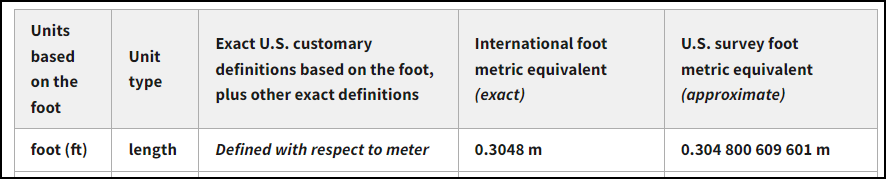 Units
based
on the
foot
Unit
type
Exact U.S. customary
definitions based on the foot,
plus other exact definitions
International foot
metric equivalent
(exact)
U.S. survey foot
metric equivalent
(approximate)
foot (ft)
length
Defined with respect to meter
0.3048 m
0.304 800 609 601 m